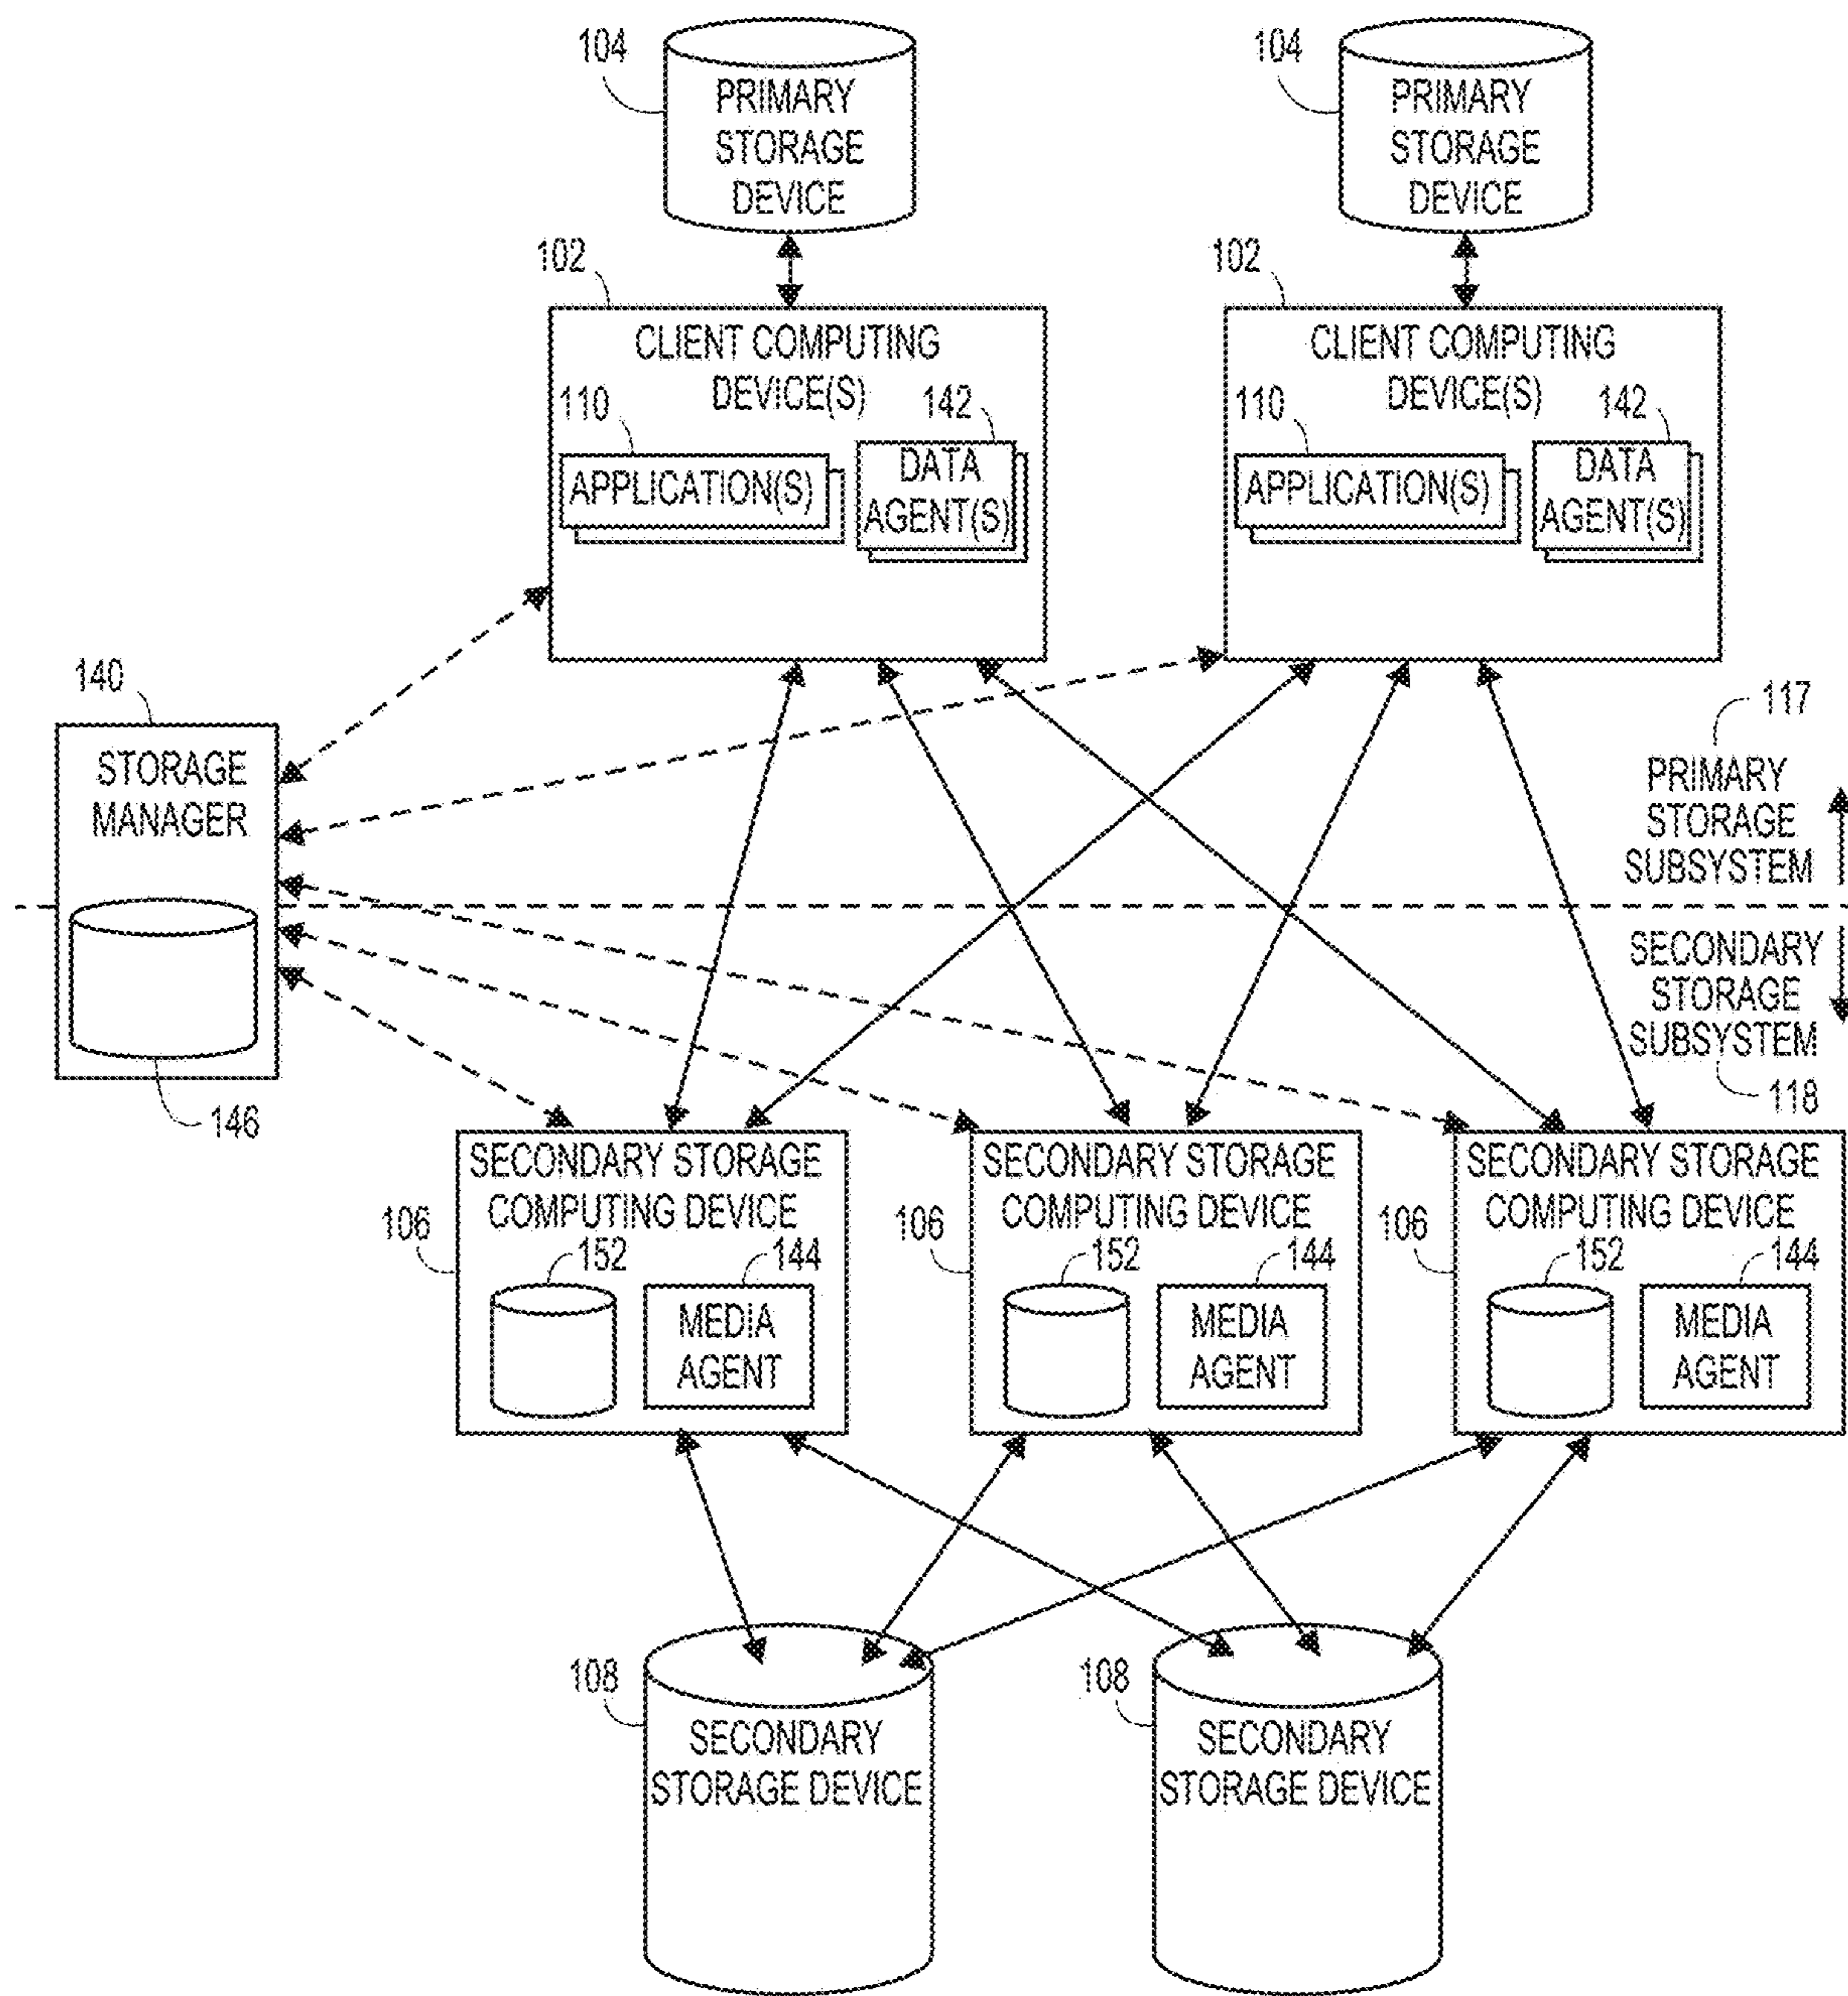 104
PRIMARY
STORAGE
DEVICE
104
PRIMARY
STORAGE
DEVICE
102
CLIENT COMPUTING
DEVICE(S)
110
142
APPLICATION(S)
DATA
AGENT(S)
102
CLIENT COMPUTING
DEVICE(S)
110
142
APPLICATION(S)
DATA
AGENT(S)
140
STORAGE
MANAGER
146
117
PRIMARY
STORAGE
SUBSYSTEM
SECONDARY
STORAGE
SUBSYSTEM
118
SECONDARY STORAGE
COMPUTING DEVICE
106
152
144
MEDIA
AGENT
SECONDARY STORAGE
COMPUTING DEVICE
106
152
144
MEDIA
AGENT
SECONDARY STORAGE
COMPUTING DEVICE
106
152
144
MEDIA
AGENT
108
SECONDARY
STORAGE DEVICE
108
SECONDARY
STORAGE DEVICE